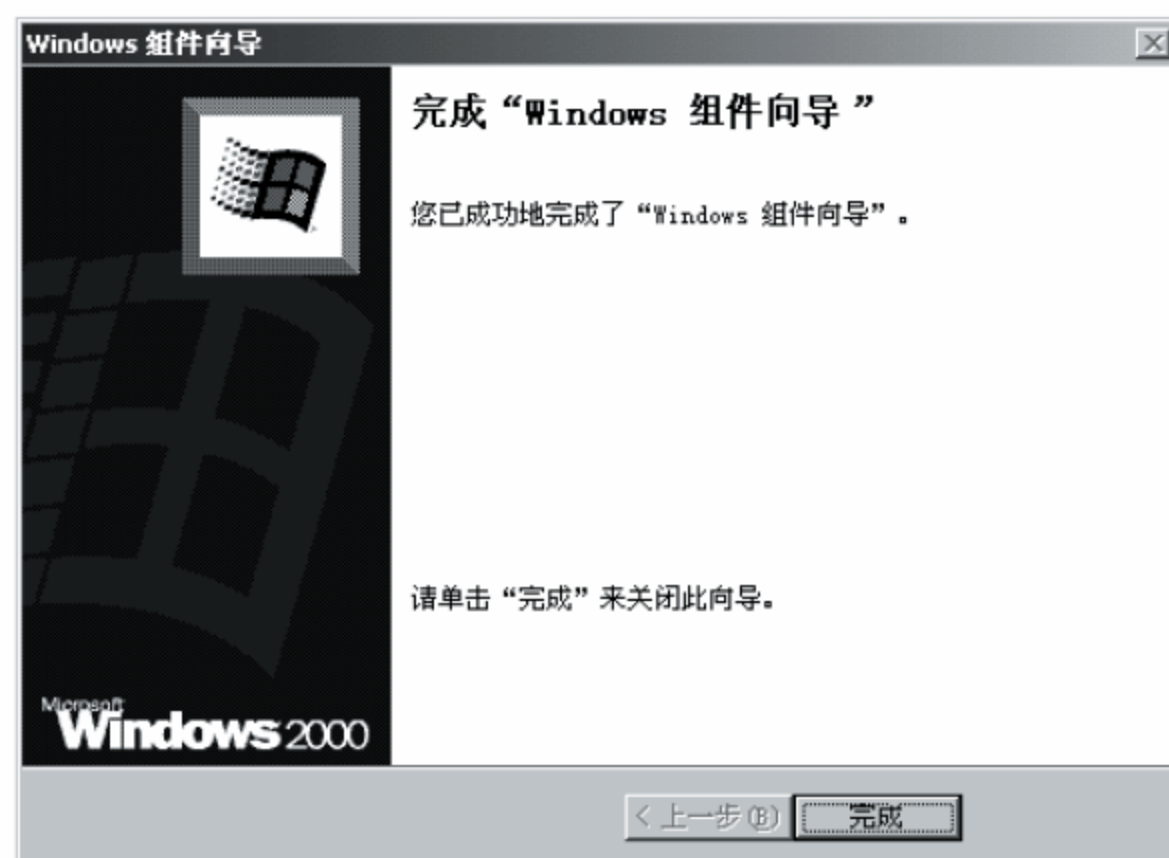 Windows 组件向导
完成“Windows 组件向导 ”
您已成功地完成了“Windows 组件向导”。
请单击“完成”来关闭此向导。
Microsoft
Windows 2000
< 上一步(B)
完成